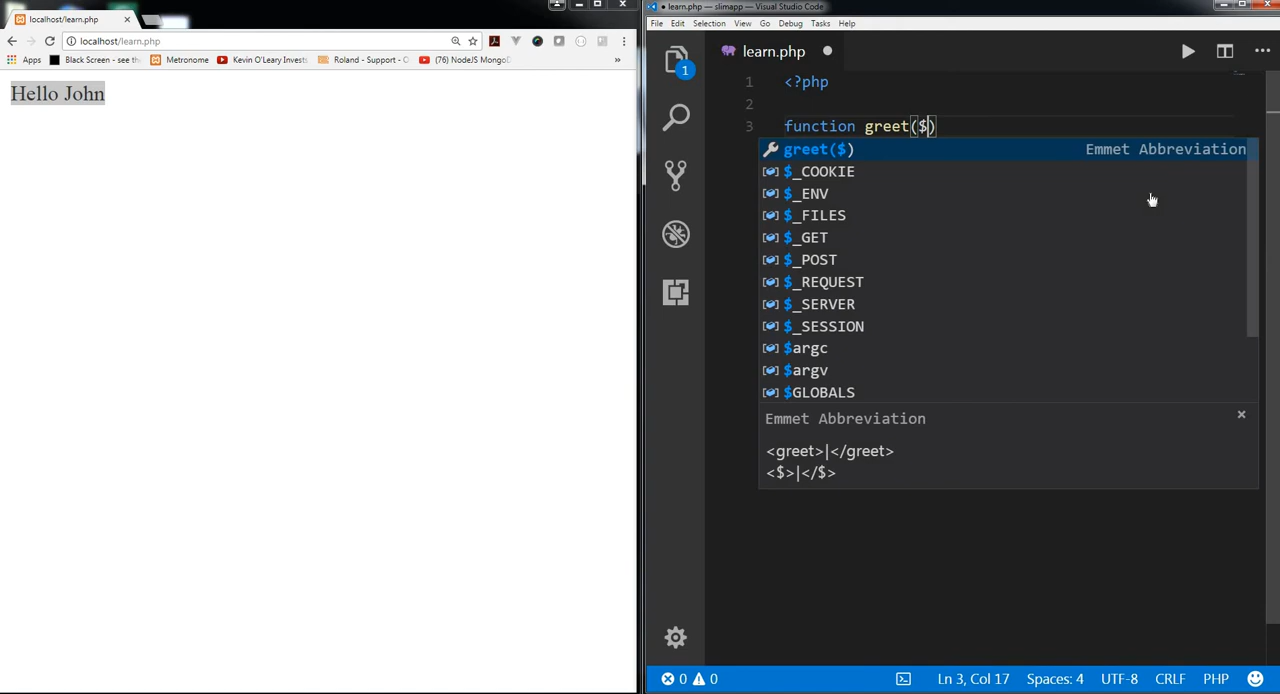 localhost/learn.php
localhost/learn.php
Apps
Black Screen - see th
Metronome
Kevin O'Leary Invest
Roland - Support - C
(76) NodeJS MongoD
»
Hello John
● learn.php - slimapp - Visual Studio Code
File Edit Selection View Go Debug Tasks Help
1
learn.php ●
1 <?php
2
3 function greet($)
greet($) Emmet Abbreviation
$_COOKIE
$_ENV
$_FILES
$_GET
$_POST
$_REQUEST
$_SERVER
$_SESSION
$argc
$argv
$GLOBALS
Emmet Abbreviation
<greet>|</greet>
<$>|</$>
0 0 Ln 3, Col 17 Spaces: 4 UTF-8 CRLF PHP